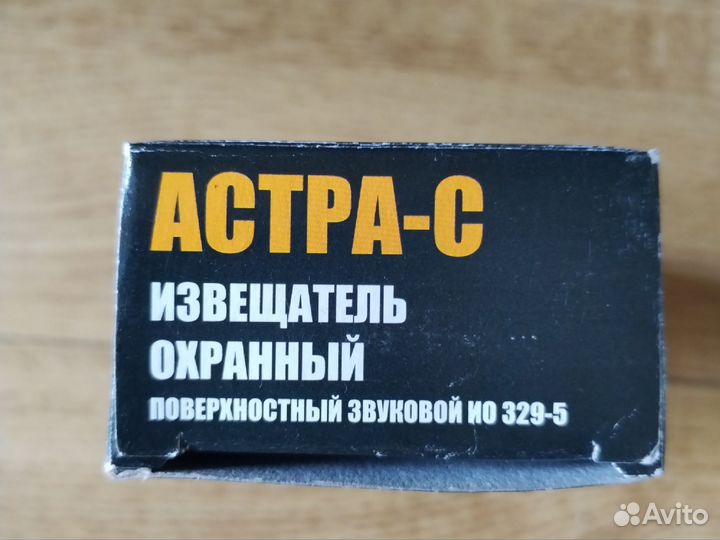 АСТРА-С
ИЗВЕЩАТЕЛЬ
ОХРАННЫЙ
ПОВЕРХНОСТНЫЙ ЗВУКОВОЙ ИО 329-5
Avito